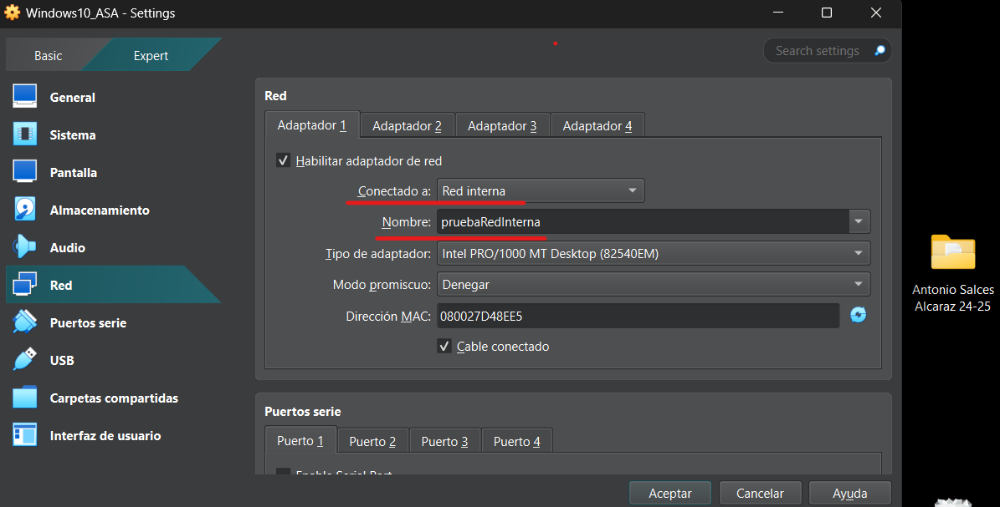 Windows10_ASA - Settings
Basic
Expert
Search settings
General
Sistema
Pantalla
Almacenamiento
Audio
Red
Puertos serie
USB
Carpetas compartidas
Interfaz de usuario
Red
Adaptador 1
Adaptador 2
Adaptador 3
Adaptador 4
Habilitar adaptador de red
Conectado a: Red interna
Nombre: pruebaRedInterna
Tipo de adaptador: Intel PRO/1000 MT Desktop (82540EM)
Modo promiscuo: Denegar
Dirección MAC: 080027D48EE5
Cable conectado
Puertos serie
Puerto 1
Puerto 2
Puerto 3
Puerto 4
Enable Serial Port
Aceptar
Cancelar
Ayuda
Antonio Salces
Alcaraz 24-25